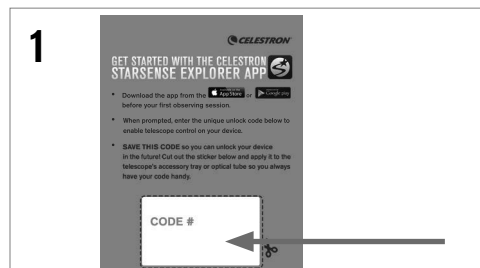 1
CELESTRON
GET STARTED WITH THE CELESTRON
STARSENSE EXPLORER APP
• Download the app from the App Store or Google play
before your first observing session.
• When prompted, enter the unique unlock code below to
enable telescope control on your device.
• SAVE THIS CODE so you can unlock your device
in the future! Cut out the sticker below and apply it to the
telescope's accessory tray or optical tube so you always
have your code handy.
CODE #